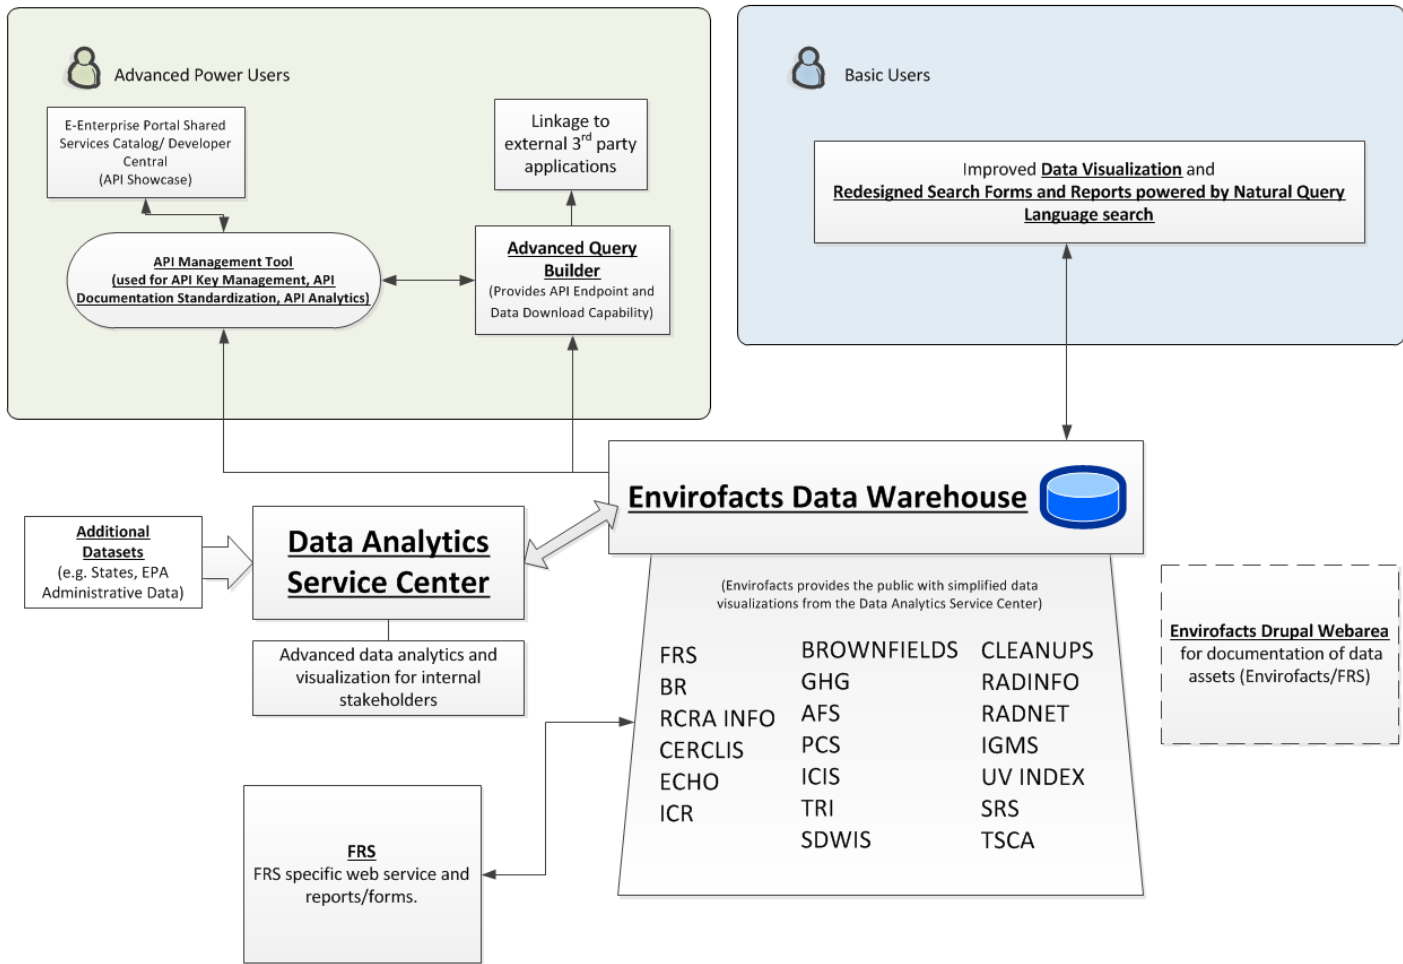 Advanced Power Users
E-Enterprise Portal Shared
Services Catalog/ Developer
Central
(API Showcase)
Linkage to
external 3rd party
applications
API Management Tool
(used for API Key Management, API
Documentation Standardization, API Analytics)
Advanced Query
Builder
(Provides API Endpoint and
Data Download Capability)
Basic Users
Improved Data Visualization and
Redesigned Search Forms and Reports powered by Natural Query
Language search
Envirofacts Data Warehouse
Additional
Datasets
(e.g. States, EPA
Administrative Data)
Data Analytics
Service Center
Advanced data analytics and
visualization for internal
stakeholders
(Envirofacts provides the public with simplified data
visualizations from the Data Analytics Service Center)
FRS
BR
RCRA INFO
CERCLIS
ECHO
ICR
BROWNFIELDS
GHG
AFS
PCS
ICIS
TRI
SDWIS
CLEANUPS
RADINFO
RADNET
IGMS
UV INDEX
SRS
TSCA
Envirofacts Drupal Webarea
for documentation of data
assets (Envirofacts/FRS)
FRS
FRS specific web service and
reports/forms.